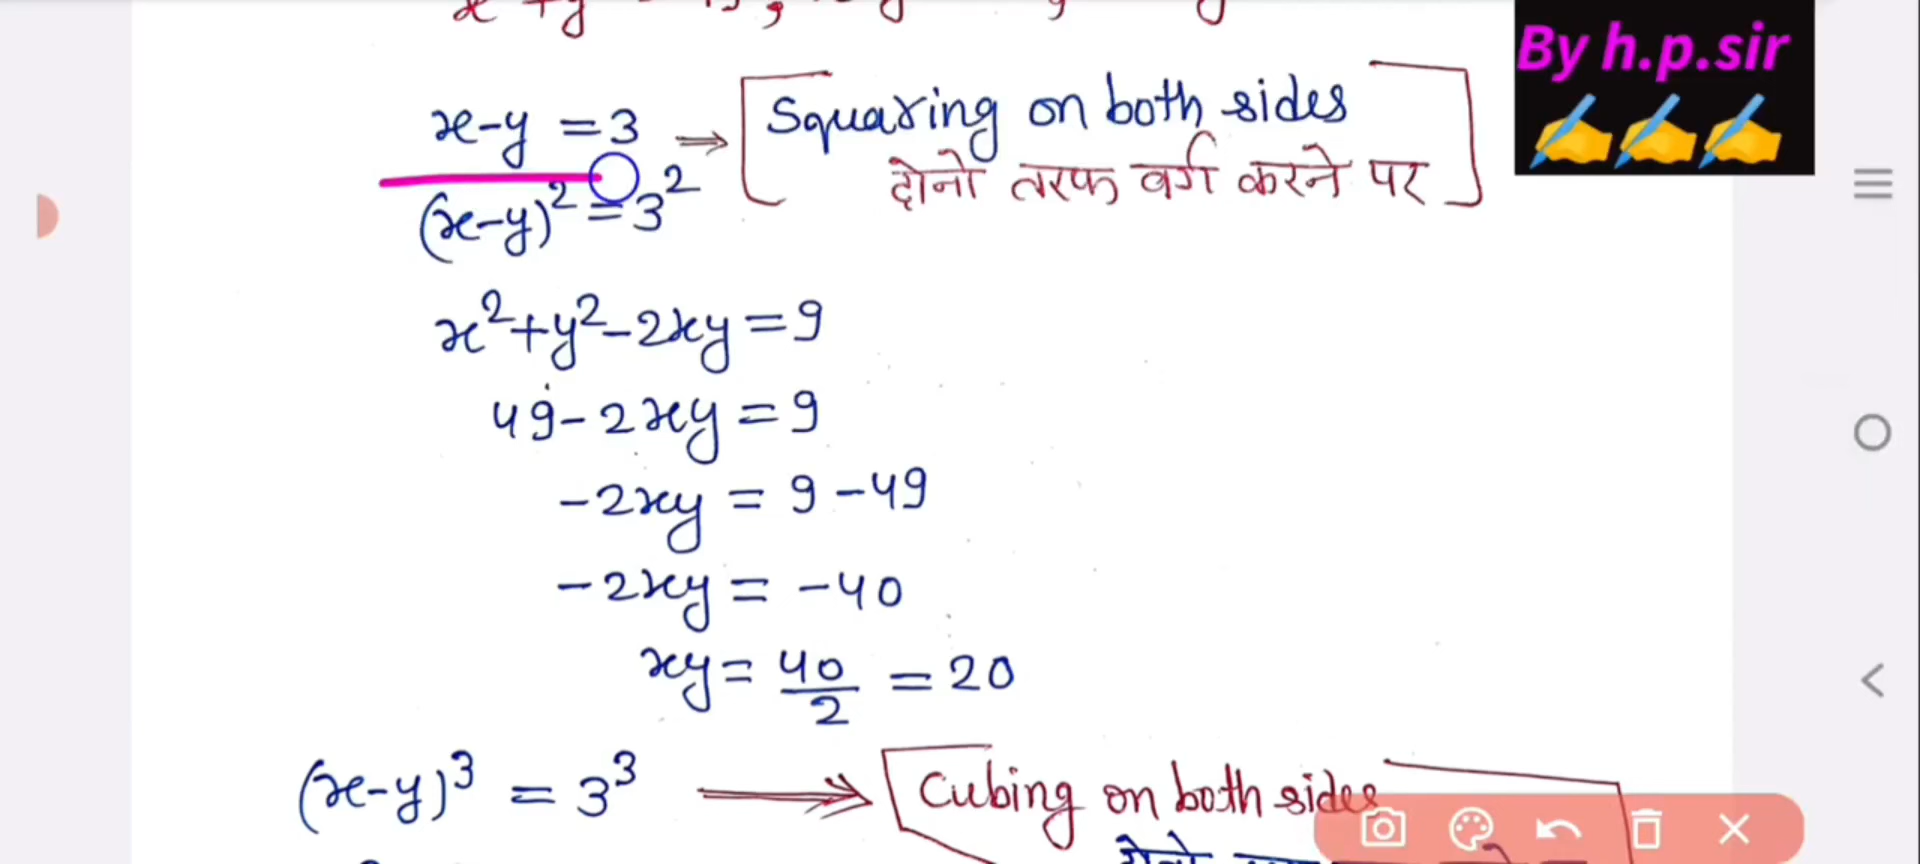 By h.p.sir
x-y = 3 ⇒ [Squaring on both sides
दोनो तरफ वर्ग करने पर]
(x-y)² = 3²
x²+y²-2xy = 9
49-2xy = 9
-2xy = 9-49
-2xy = -40
xy = 40/2 = 20
(x-y)³ = 3³ ⟹ Cubing on both sides